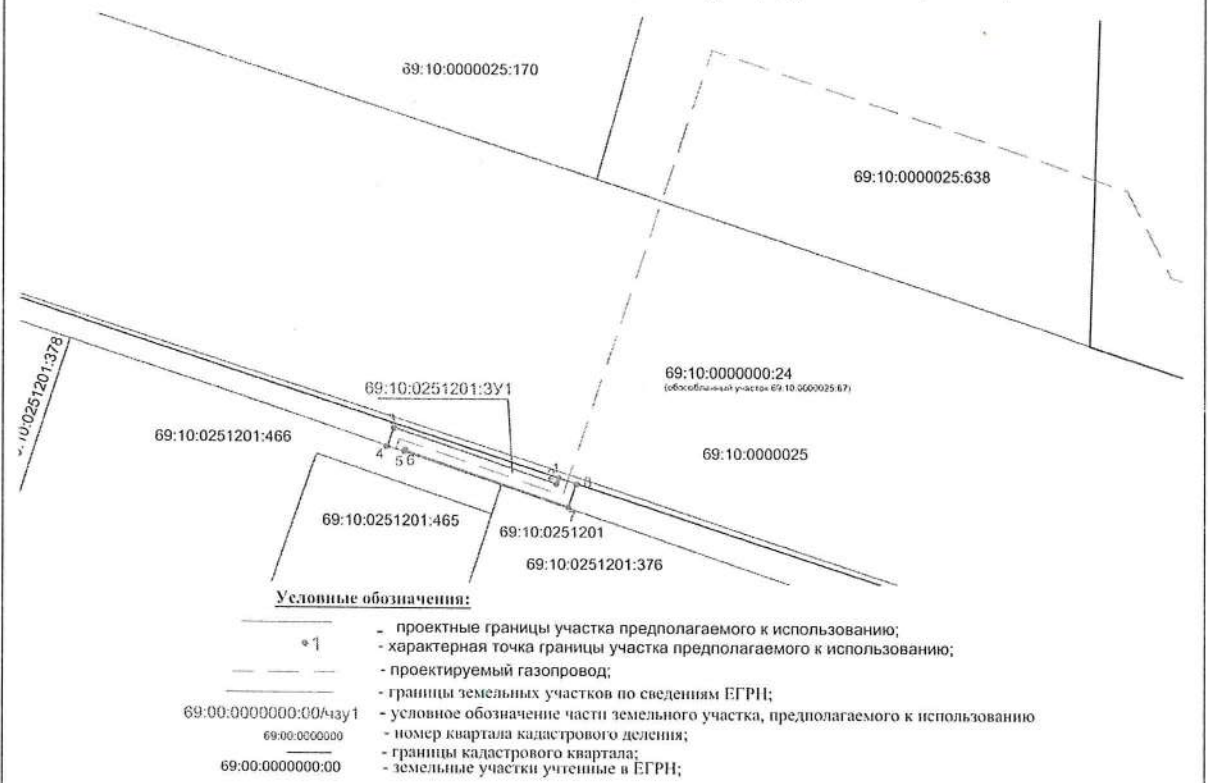 69:10:0000025:170
69:10:0000025:638
69:10:0000000:24
(обособленный участок 69:10:0000025:67)
69:10:0251201:ЗУ1
:10:0251201:378
69:10:0251201:466
69:10:0000025
1
4
5 6
8
7
69:10:0251201:465
69:10:0251201
69:10:0251201:376
Условные обозначения:
- проектные границы участка предполагаемого к использованию;
•1 - характерная точка границы участка предполагаемого к использованию;
- проектируемый газопровод;
- границы земельных участков по сведениям ЕГРН;
69:00:0000000:00/чзу1 - условное обозначение части земельного участка, предполагаемого к использованию
69:00:0000000 - номер квартала кадастрового деления;
- границы кадастрового квартала;
69:00:0000000:00 - земельные участки учтенные в ЕГРН;